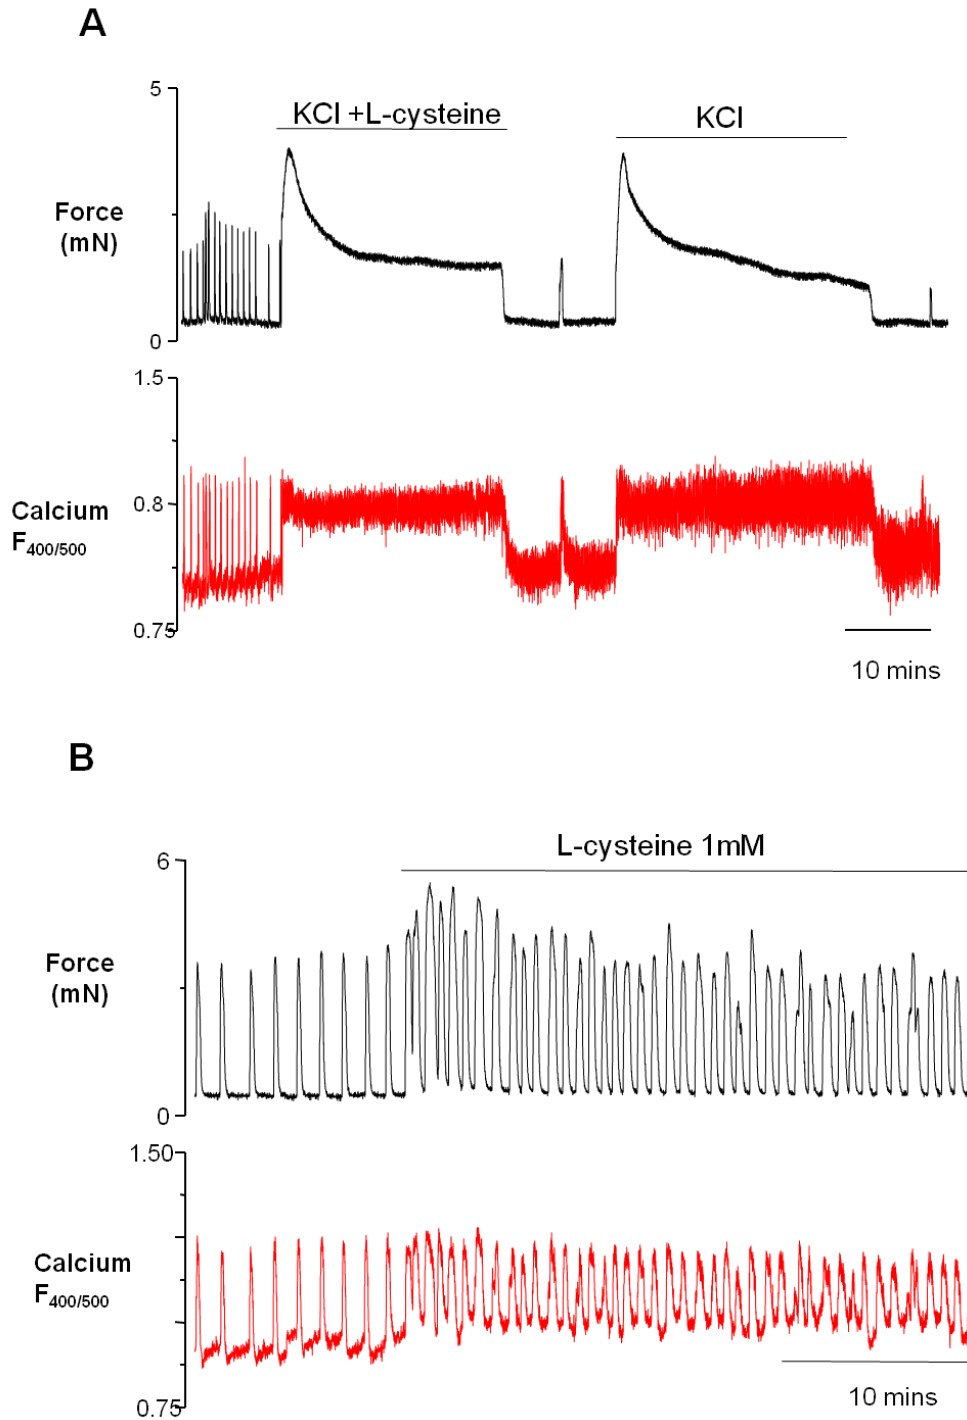 A
5
KCl +L-cysteine
KCl
Force
(mN)
0
1.5
Calcium
F400/500
0.8
0.75
10 mins
B
L-cysteine 1mM
6
Force
(mN)
0
1.50
Calcium
F400/500
0.75
10 mins